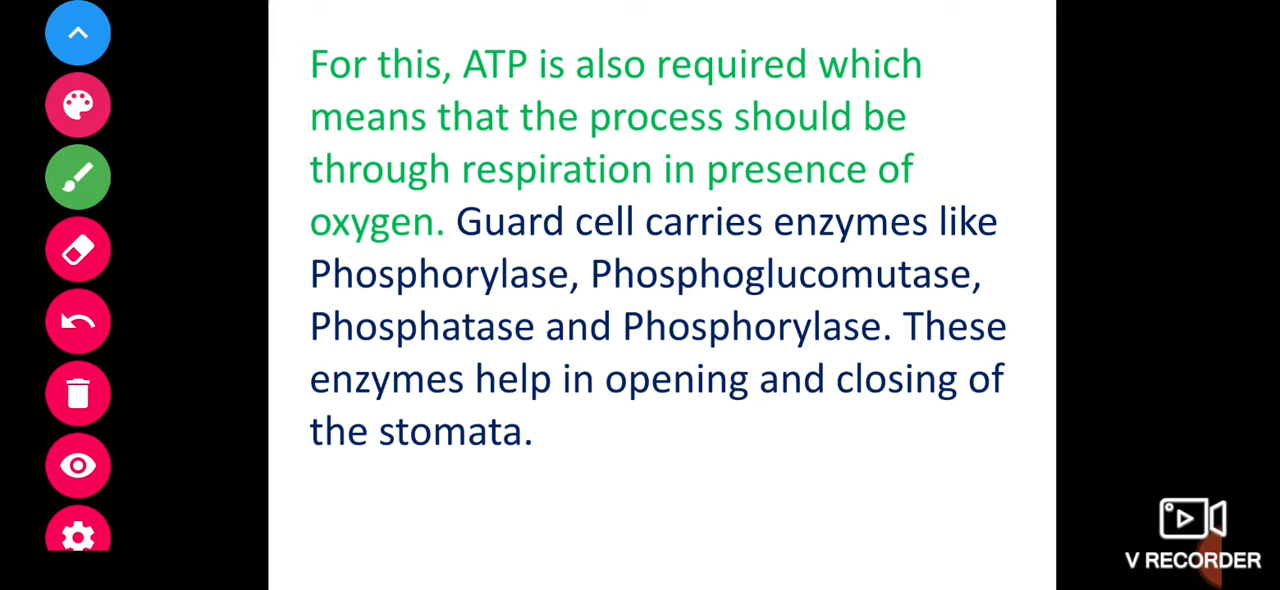 For this, ATP is also required which
means that the process should be
through respiration in presence of
oxygen. Guard cell carries enzymes like
Phosphorylase, Phosphoglucomutase,
Phosphatase and Phosphorylase. These
enzymes help in opening and closing of
the stomata.
V RECORDER